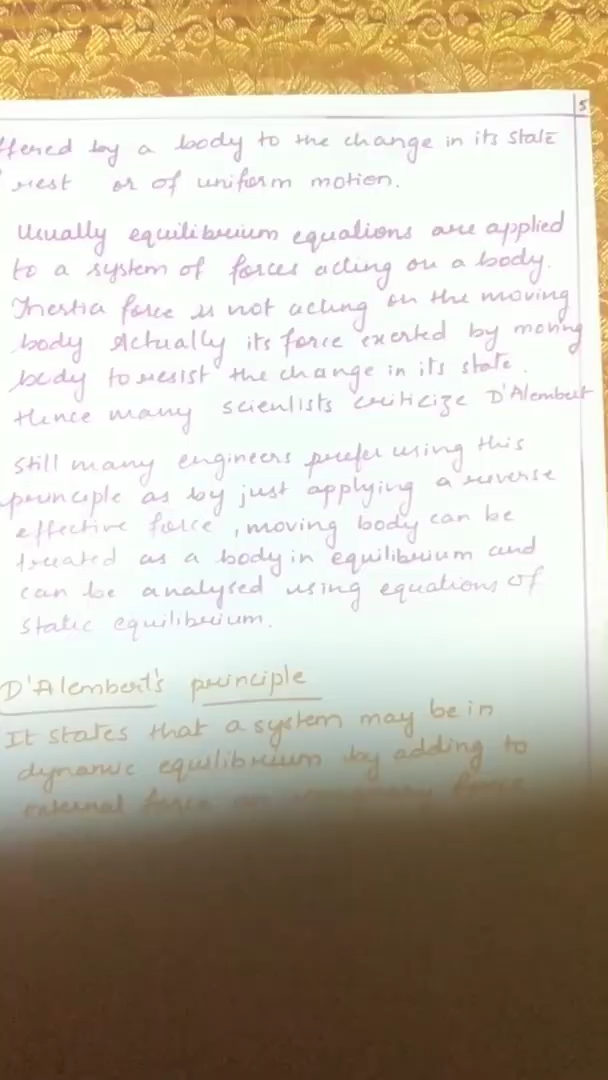 5
ffered by a body to the change in its state
rest or of uniform motion.
Usually equilibrium equations are applied
to a system of forces acting on a body.
Inertia force is not acting on the moving
body Actually its force exerted by moving
body to resist the change in its state.
Hence many scientists criticize D'Alembert
Still many engineers prefer using this
principle as by just applying a reverse
effective force, moving body can be
treated as a body in equilibrium and
can be analysed using equations of
static equilibrium.
D'Alembert's principle
It states that a system may be in
dynamic equilibrium by adding to
external force an imaginary force